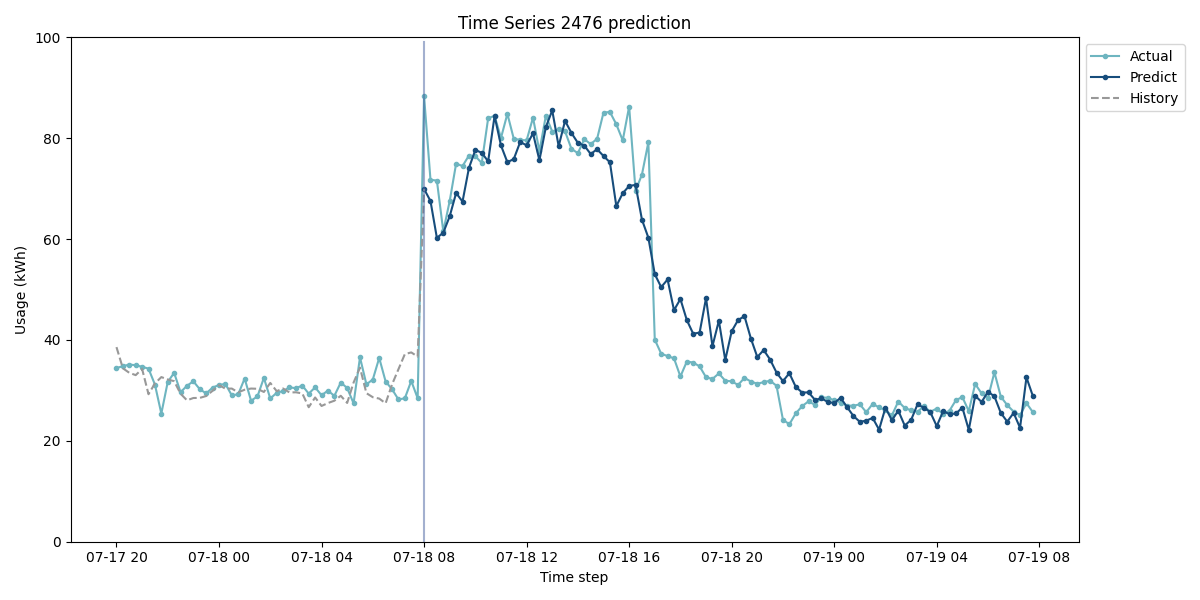 Time Series 2476 prediction
100
80
60
40
20
0
Usage (kWh)
07-17 20
07-18 00
07-18 04
07-18 08
07-18 12
07-18 16
07-18 20
07-19 00
07-19 04
07-19 08
Time step
Actual
Predict
History